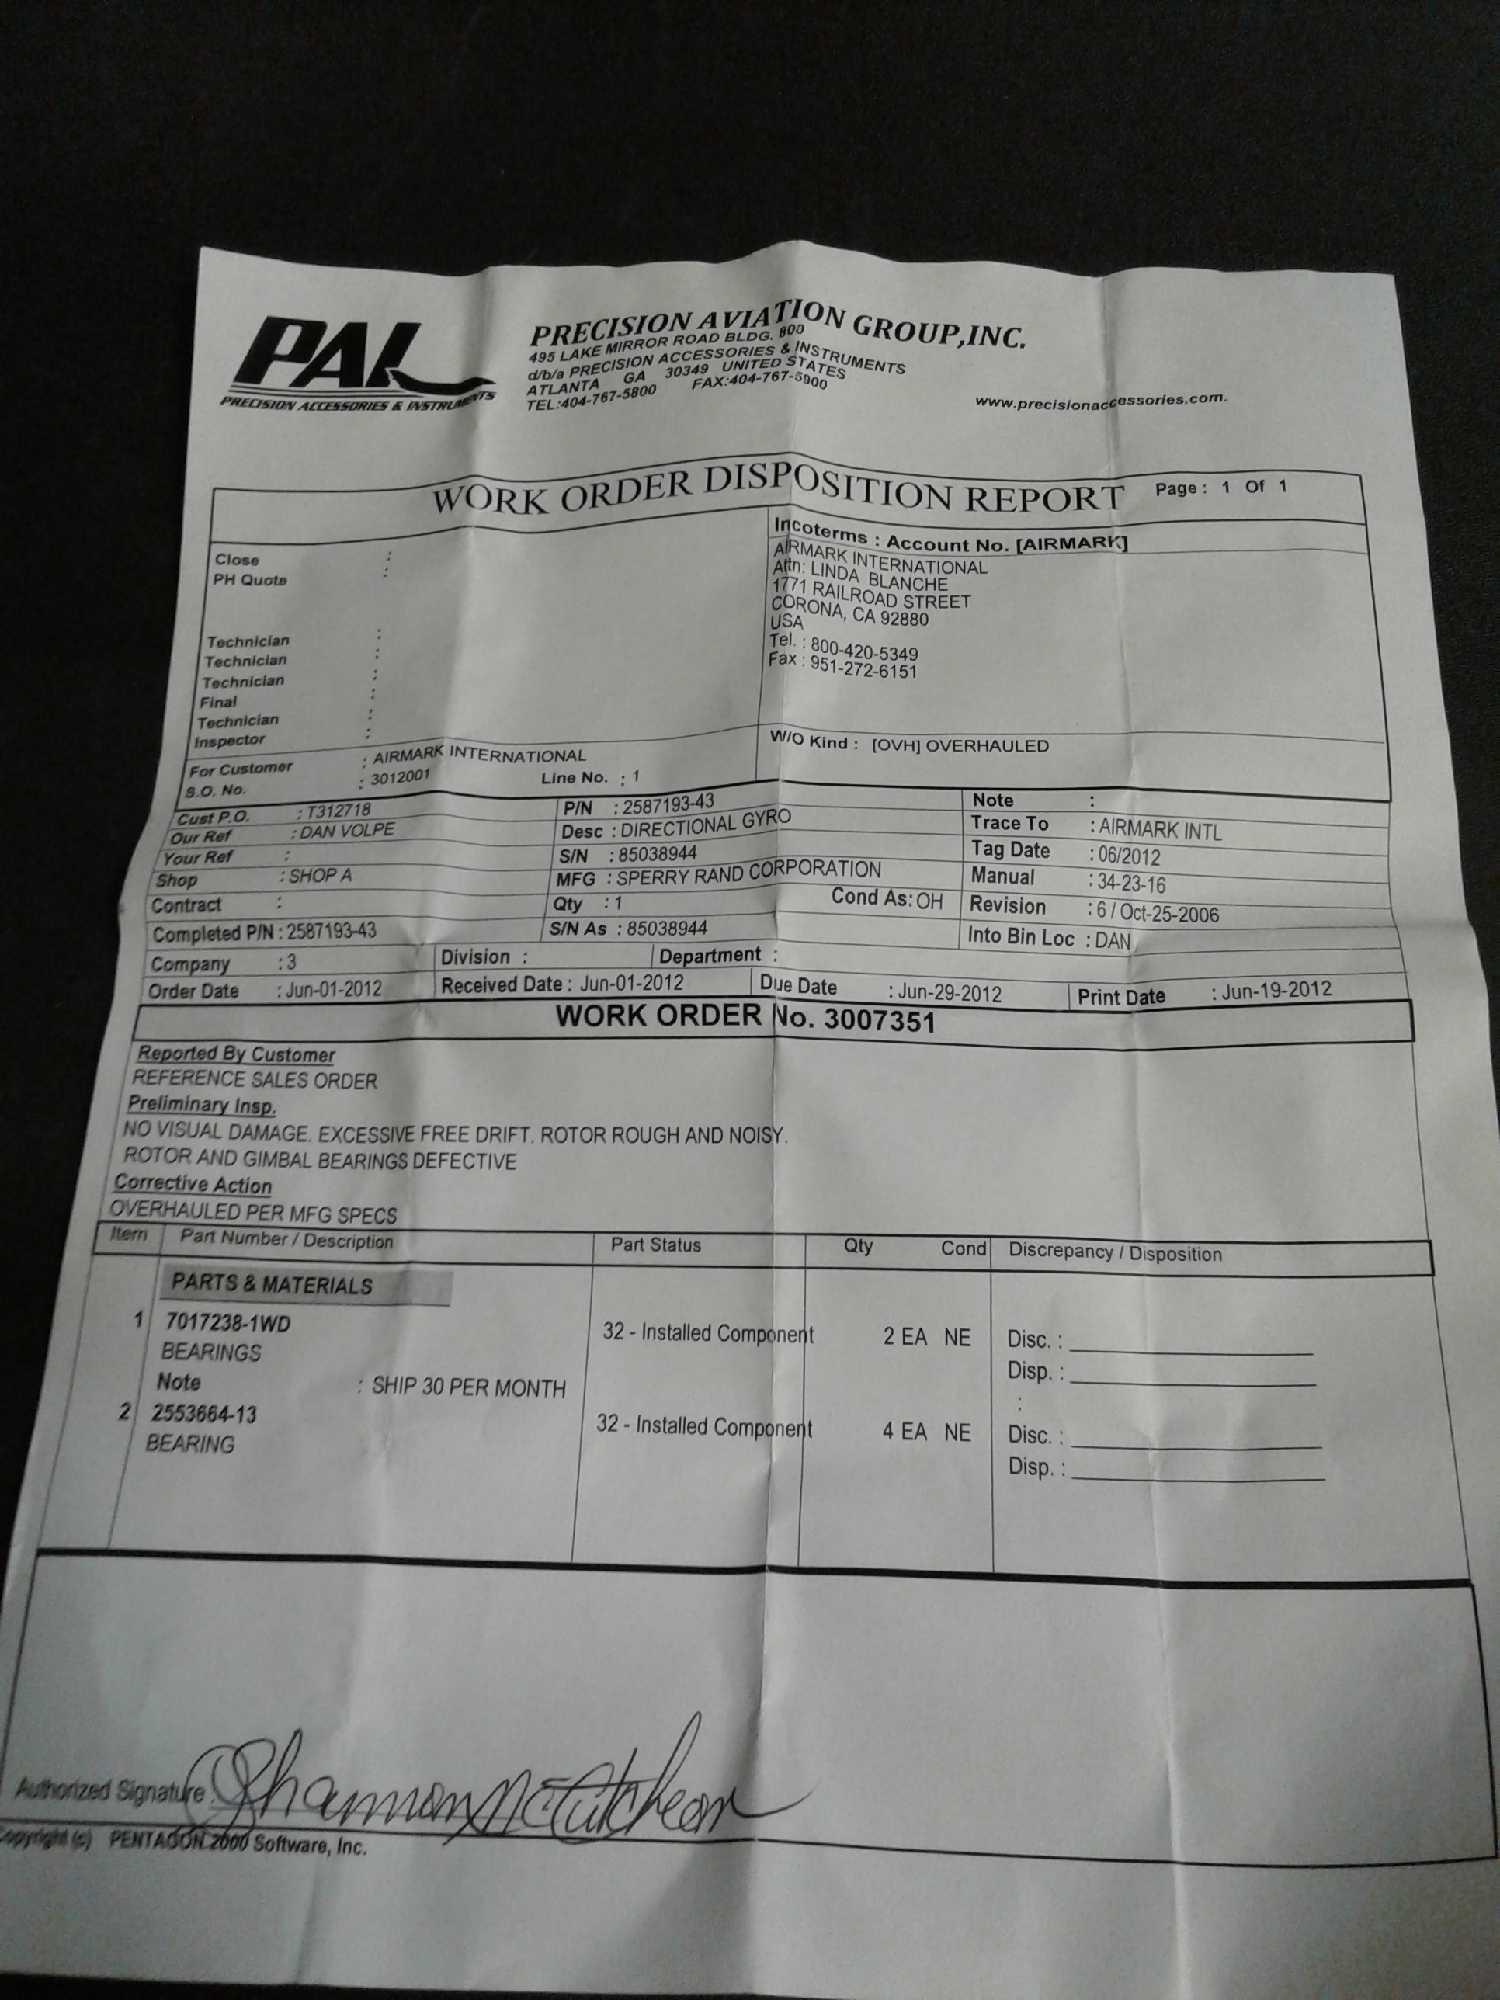 PAI
PRECISION ACCESSORIES & INSTRUMENTS
PRECISION AVIATION GROUP,INC.
495 LAKE MIRROR ROAD BLDG. 800
d/b/a PRECISION ACCESSORIES & INSTRUMENTS
ATLANTA GA 30349 UNITED STATES
TEL:404-767-5800 FAX:404-767-5900
www.precisionaccessories.com.
WORK ORDER DISPOSITION REPORT Page : 1 Of 1
Close :
PH Quote :
Technician :
Technician :
Technician :
Final :
Technician :
Inspector :
Incoterms : Account No. [AIRMARK]
AIRMARK INTERNATIONAL
Attn: LINDA BLANCHE
1771 RAILROAD STREET
CORONA, CA 92880
USA
Tel. : 800-420-5349
Fax : 951-272-6151
For Customer : AIRMARK INTERNATIONAL
S.O. No. : 3012001 Line No. : 1
W/O Kind : [OVH] OVERHAULED
Cust P.O. : T312718 P/N : 2587193-43 Note :
Our Ref : DAN VOLPE Desc : DIRECTIONAL GYRO Trace To : AIRMARK INTL
Your Ref : S/N : 85038944 Tag Date : 06/2012
Shop : SHOP A MFG : SPERRY RAND CORPORATION Manual : 34-23-16
Contract : Qty : 1 Cond As: OH Revision : 6 / Oct-25-2006
Completed P/N : 2587193-43 S/N As : 85038944 Into Bin Loc : DAN
Company : 3 Division : Department :
Order Date : Jun-01-2012 Received Date : Jun-01-2012 Due Date : Jun-29-2012 Print Date : Jun-19-2012
WORK ORDER No. 3007351
Reported By Customer
REFERENCE SALES ORDER
Preliminary Insp.
NO VISUAL DAMAGE. EXCESSIVE FREE DRIFT. ROTOR ROUGH AND NOISY.
ROTOR AND GIMBAL BEARINGS DEFECTIVE
Corrective Action
OVERHAULED PER MFG SPECS
Item Part Number / Description Part Status Qty Cond Discrepancy / Disposition
PARTS & MATERIALS
1 7017238-1WD 32 - Installed Component 2 EA NE Disc. :
BEARINGS Disp. :
Note : SHIP 30 PER MONTH :
2 2553664-13 32 - Installed Component 4 EA NE Disc. :
BEARING Disp. :
Authorized Signature : Shannon McCutcheon
Copyright (c) PENTAGON 2000 Software, Inc.